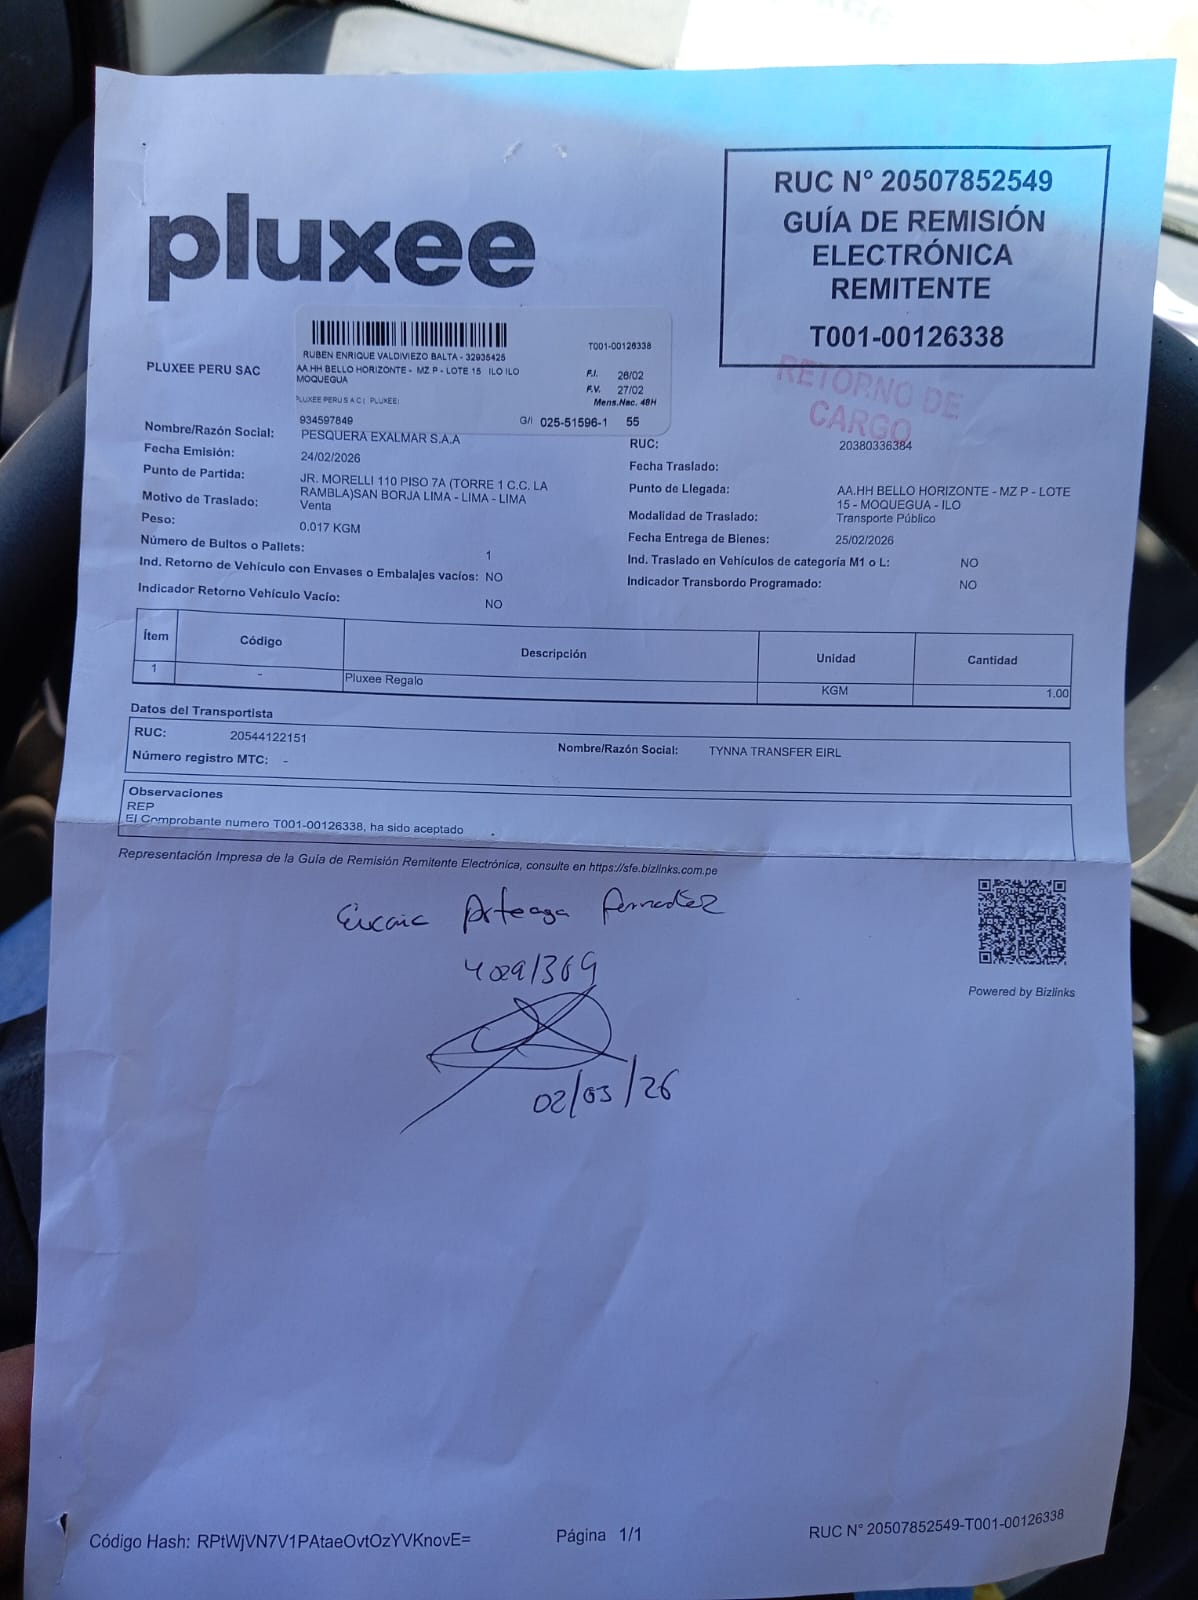 pluxee
RUC N° 20507852549
GUÍA DE REMISIÓN
ELECTRÓNICA
REMITENTE
T001-00126338
RETORNO DE
CARGO
PLUXEE PERU SAC
RUBEN ENRIQUE VALDIVIEZO BALTA - 32935425
AA.HH BELLO HORIZONTE - MZ P - LOTE 15 ILO ILO
MOQUEGUA
PLUXEE PERU S A C ( PLUXEE)
934597849
T001-00126338
F.I. 26/02
F.V. 27/02
Mens.Nac. 48H
G/I 025-51596-1 55
Nombre/Razón Social: PESQUERA EXALMAR S.A.A
RUC: 20380336384
Fecha Emisión: 24/02/2026
Fecha Traslado:
Punto de Partida: JR. MORELLI 110 PISO 7A (TORRE 1 C.C. LA
RAMBLA)SAN BORJA LIMA - LIMA - LIMA
Punto de Llegada: AA.HH BELLO HORIZONTE - MZ P - LOTE
15 - MOQUEGUA - ILO
Motivo de Traslado: Venta
Modalidad de Traslado: Transporte Público
Peso: 0.017 KGM
Fecha Entrega de Bienes: 25/02/2026
Número de Bultos o Pallets: 1
Ind. Traslado en Vehículos de categoría M1 o L: NO
Ind. Retorno de Vehículo con Envases o Embalajes vacíos: NO
Indicador Transbordo Programado: NO
Indicador Retorno Vehículo Vacío: NO
Ítem Código Descripción Unidad Cantidad
1 - Pluxee Regalo KGM 1.00
Datos del Transportista
RUC: 20544122151
Nombre/Razón Social: TYNNA TRANSFER EIRL
Número registro MTC: -
Observaciones
REP
El Comprobante numero T001-00126338, ha sido aceptado
Representación Impresa de la Guía de Remisión Remitente Electrónica, consulte en https://sfe.bizlinks.com.pe
Arteaga
02/03/26
Powered by Bizlinks
Código Hash: RPtWjVN7V1PAtaeOvtOzYVKnovE=
Página 1/1
RUC N° 20507852549-T001-00126338